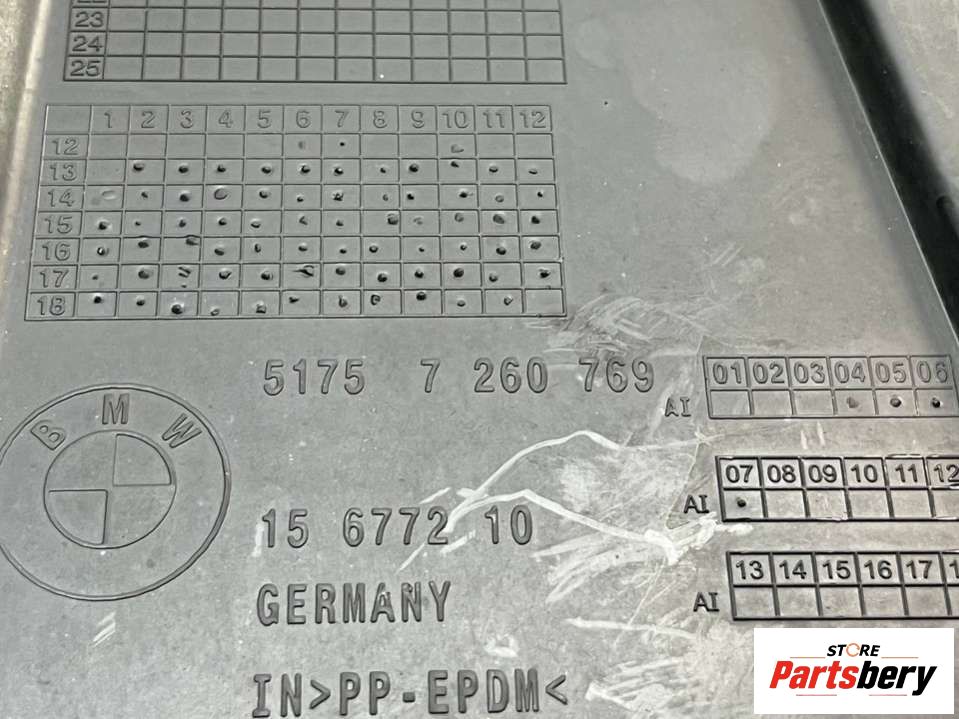 23
24
25
1 2 3 4 5 6 7 8 9 10 11 12
12
13
14
15
16
17
18
5175 7 260 769
01 02 03 04 05 06
AI
BMW
07 08 09 10 11 12
AI
15 6772 10
13 14 15 16 17
AI
GERMANY
IN>PP-EPDM<
STORE
Partsbery